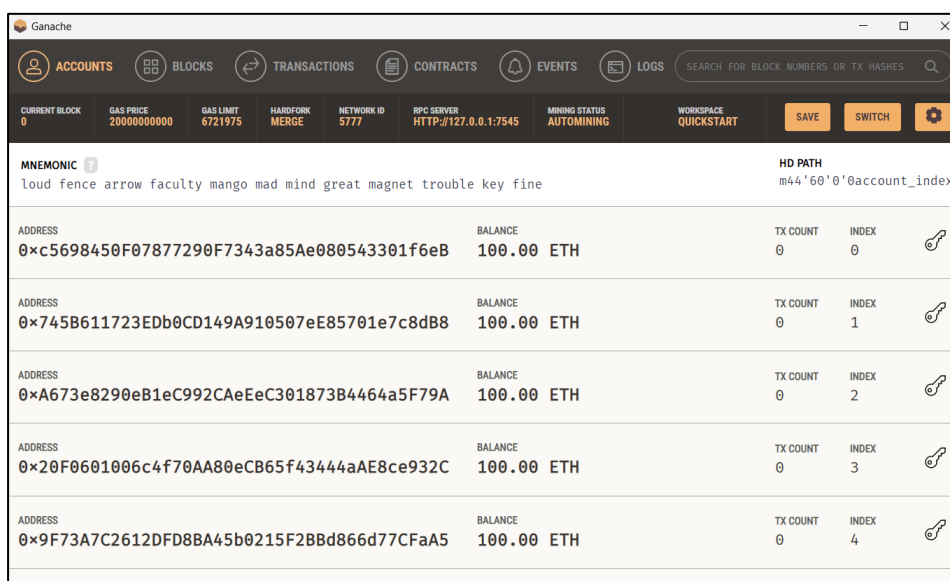 Ganache
ACCOUNTS BLOCKS TRANSACTIONS CONTRACTS EVENTS LOGS SEARCH FOR BLOCK NUMBERS OR TX HASHES
CURRENT BLOCK GAS PRICE GAS LIMIT HARDFORK NETWORK ID RPC SERVER MINING STATUS WORKSPACE
0 20000000000 6721975 MERGE 5777 HTTP://127.0.0.1:7545 AUTOMINING QUICKSTART SAVE SWITCH
MNEMONIC ? HD PATH
loud fence arrow faculty mango mad mind great magnet trouble key fine m44'60'0'0account_index
ADDRESS BALANCE TX COUNT INDEX
0×c5698450F07877290F7343a85Ae080543301f6eB 100.00 ETH 0 0
ADDRESS BALANCE TX COUNT INDEX
0×745B611723EDb0CD149A910507eE85701e7c8dB8 100.00 ETH 0 1
ADDRESS BALANCE TX COUNT INDEX
0×A673e8290eB1eC992CAeEeC301873B4464a5F79A 100.00 ETH 0 2
ADDRESS BALANCE TX COUNT INDEX
0×20F0601006c4f70AA80eCB65f43444aAE8ce932C 100.00 ETH 0 3
ADDRESS BALANCE TX COUNT INDEX
0×9F73A7C2612DFD8BA45b0215F2BBd866d77CFaA5 100.00 ETH 0 4